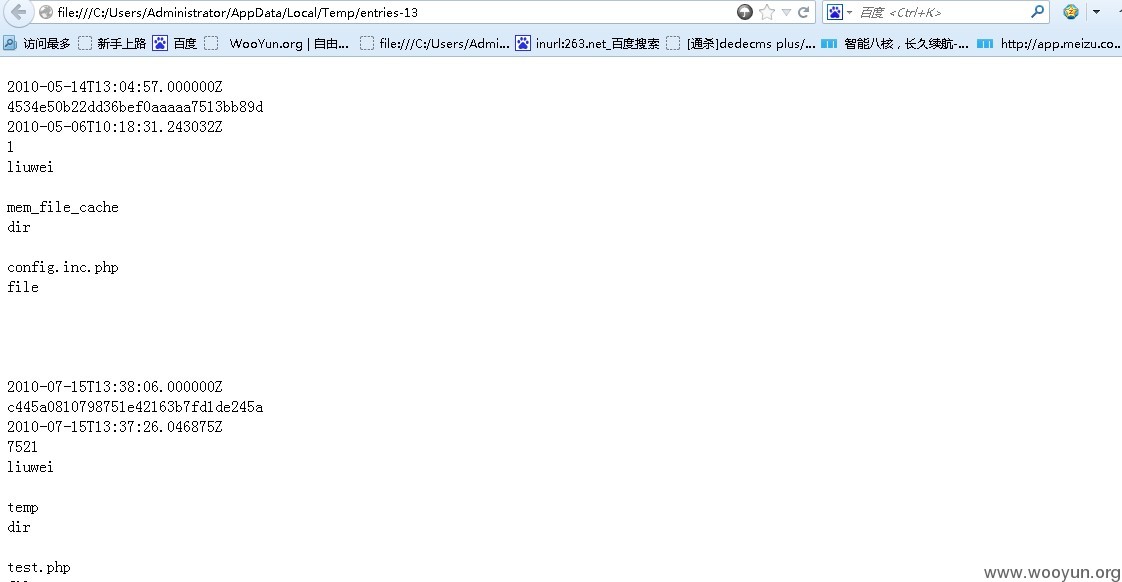 file:///C:/Users/Administrator/AppData/Local/Temp/entries-13
百度 <Ctrl+K>
访问最多 新手上路 百度 WooYun.org | 自由... file:///C:/Users/Admi... inurl:263.net_百度搜索 [通杀]dedecms plus/... 智能八核，长久续航-... http://app.meizu.co...
2010-05-14T13:04:57.000000Z
4534e50b22dd36bef0aaaaa7513bb89d
2010-05-06T10:18:31.243032Z
1
liuwei
mem_file_cache
dir
config.inc.php
file
2010-07-15T13:38:06.000000Z
c445a0810798751e42163b7fd1de245a
2010-07-15T13:37:26.046875Z
7521
liuwei
temp
dir
test.php
www.wooyun.org